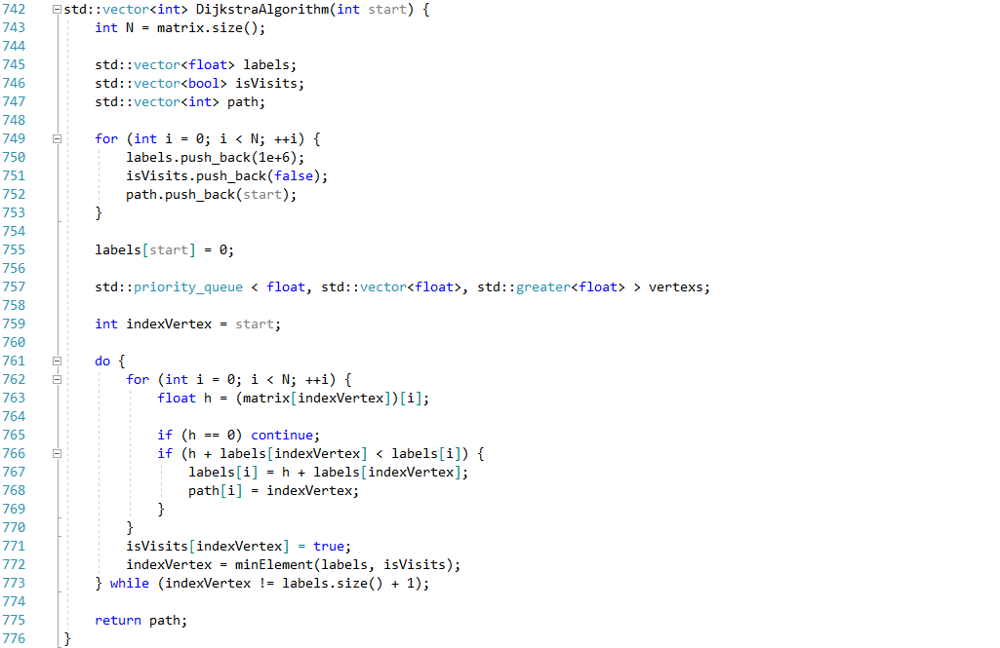 742 std::vector<int> DijkstraAlgorithm(int start) {
743     int N = matrix.size();
744
745     std::vector<float> labels;
746     std::vector<bool> isVisits;
747     std::vector<int> path;
748
749     for (int i = 0; i < N; ++i) {
750         labels.push_back(1e+6);
751         isVisits.push_back(false);
752         path.push_back(start);
753     }
754
755     labels[start] = 0;
756
757     std::priority_queue < float, std::vector<float>, std::greater<float> > vertexs;
758
759     int indexVertex = start;
760
761     do {
762         for (int i = 0; i < N; ++i) {
763             float h = (matrix[indexVertex])[i];
764
765             if (h == 0) continue;
766             if (h + labels[indexVertex] < labels[i]) {
767                 labels[i] = h + labels[indexVertex];
768                 path[i] = indexVertex;
769             }
770         }
771         isVisits[indexVertex] = true;
772         indexVertex = minElement(labels, isVisits);
773     } while (indexVertex != labels.size() + 1);
774
775     return path;
776 }